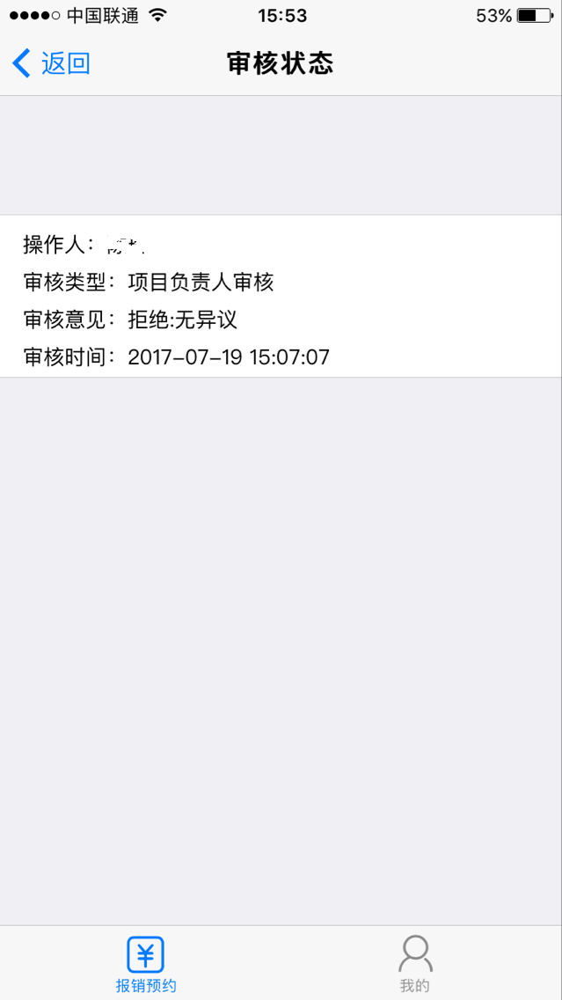 中国联通 15:53 53%
返回 审核状态
操作人：
审核类型：项目负责人审核
审核意见：拒绝:无异议
审核时间：2017-07-19 15:07:07
¥
报销预约 我的